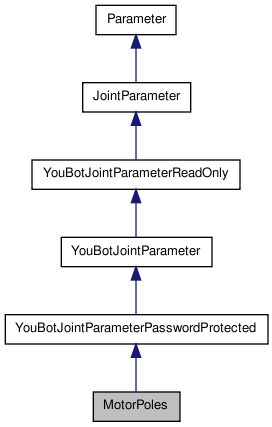 Parameter
JointParameter
YouBotJointParameterReadOnly
YouBotJointParameter
YouBotJointParameterPasswordProtected
MotorPoles